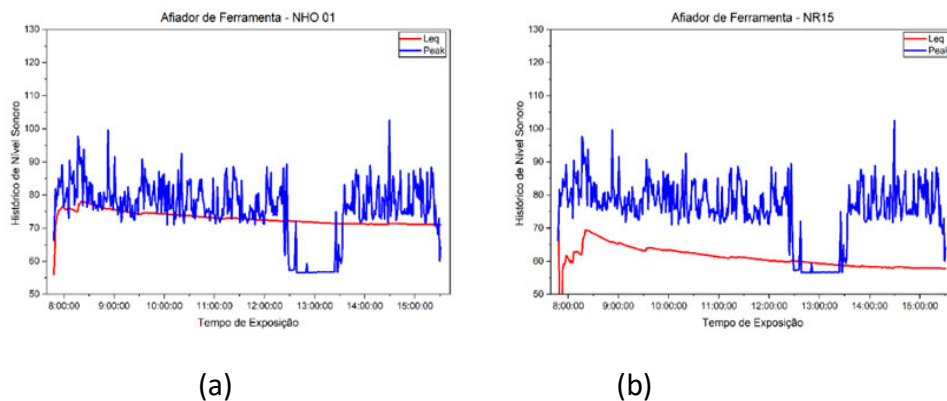 Afiador de Ferramenta - NHO 01
Leq
Peak
Histórico de Nível Sonoro
130
120
110
100
90
80
70
60
50
8:00:00
10:00:00
11:00:00
12:00:00
13:00:00
14:00:00
15:00:00
Tempo de Exposição
(a)
Afiador de Ferramenta - NR15
Leq
Peak
Histórico de Nível Sonoro
130
120
110
100
90
80
70
60
50
8:00:00
9:00:00
10:00:00
11:00:00
12:00:00
13:00:00
14:00:00
15:00:00
Tempo de Exposição
(b)